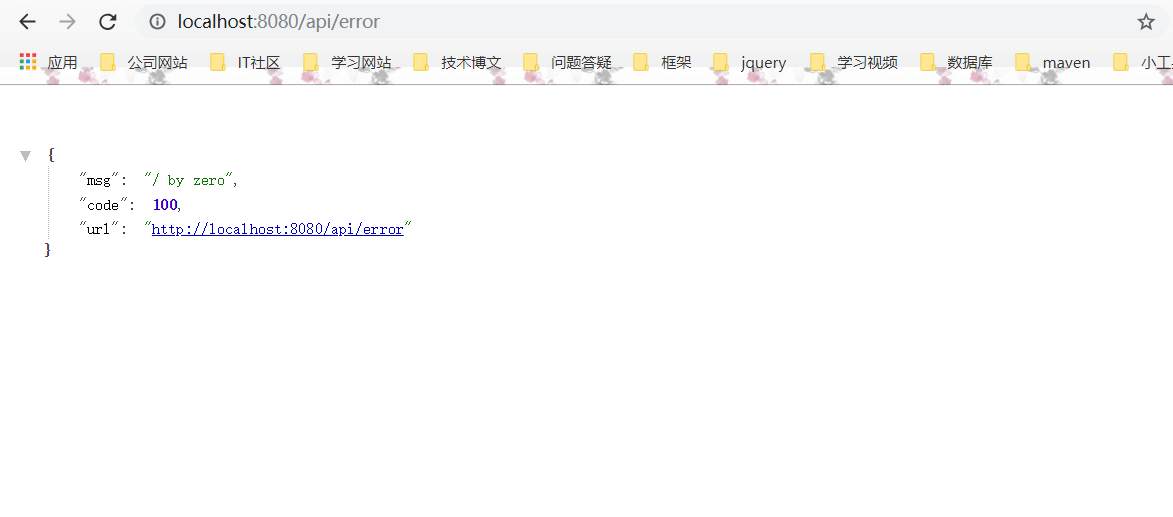 localhost:8080/api/error
应用 公司网站 IT社区 学习网站 技术博文 问题答疑 框架 jquery 学习视频 数据库 maven 小工
{
"msg": "/ by zero",
"code": 100,
"url": "http://localhost:8080/api/error"
}